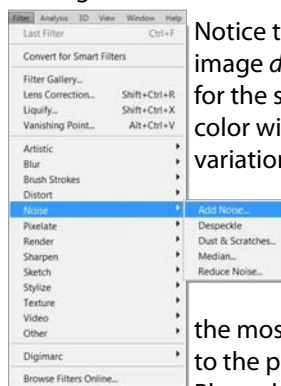 Filter Analysis 3D View Window Help
Last Filter Ctrl+F
Convert for Smart Filters
Filter Gallery...
Lens Correction... Shift+Ctrl+R
Liquify... Shift+Ctrl+X
Vanishing Point... Alt+Ctrl+V
Artistic
Blur
Brush Strokes
Distort
Noise
Pixelate
Render
Sharpen
Sketch
Stylize
Texture
Video
Other
Digimarc
Browse Filters Online...
Add Noise...
Despeckle
Dust & Scratches...
Median...
Reduce Noise...
Notice t
image d
for the s
color wi
variation
the mos
to the p